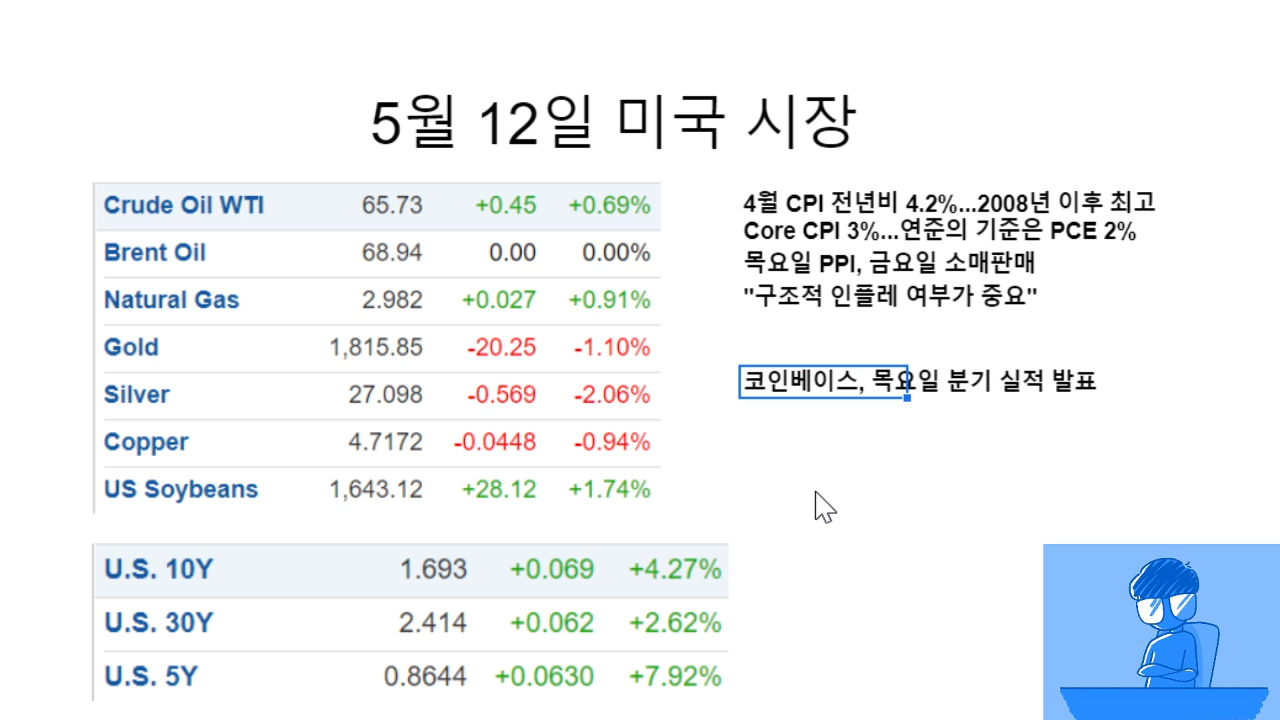 5월 12일 미국 시장
Crude Oil WTI 65.73 +0.45 +0.69%
Brent Oil 68.94 0.00 0.00%
Natural Gas 2.982 +0.027 +0.91%
Gold 1,815.85 -20.25 -1.10%
Silver 27.098 -0.569 -2.06%
Copper 4.7172 -0.0448 -0.94%
US Soybeans 1,643.12 +28.12 +1.74%
U.S. 10Y 1.693 +0.069 +4.27%
U.S. 30Y 2.414 +0.062 +2.62%
U.S. 5Y 0.8644 +0.0630 +7.92%
4월 CPI 전년비 4.2%...2008년 이후 최고
Core CPI 3%...연준의 기준은 PCE 2%
목요일 PPI, 금요일 소매판매
"구조적 인플레 여부가 중요"
코인베이스, 목요일 분기 실적 발표